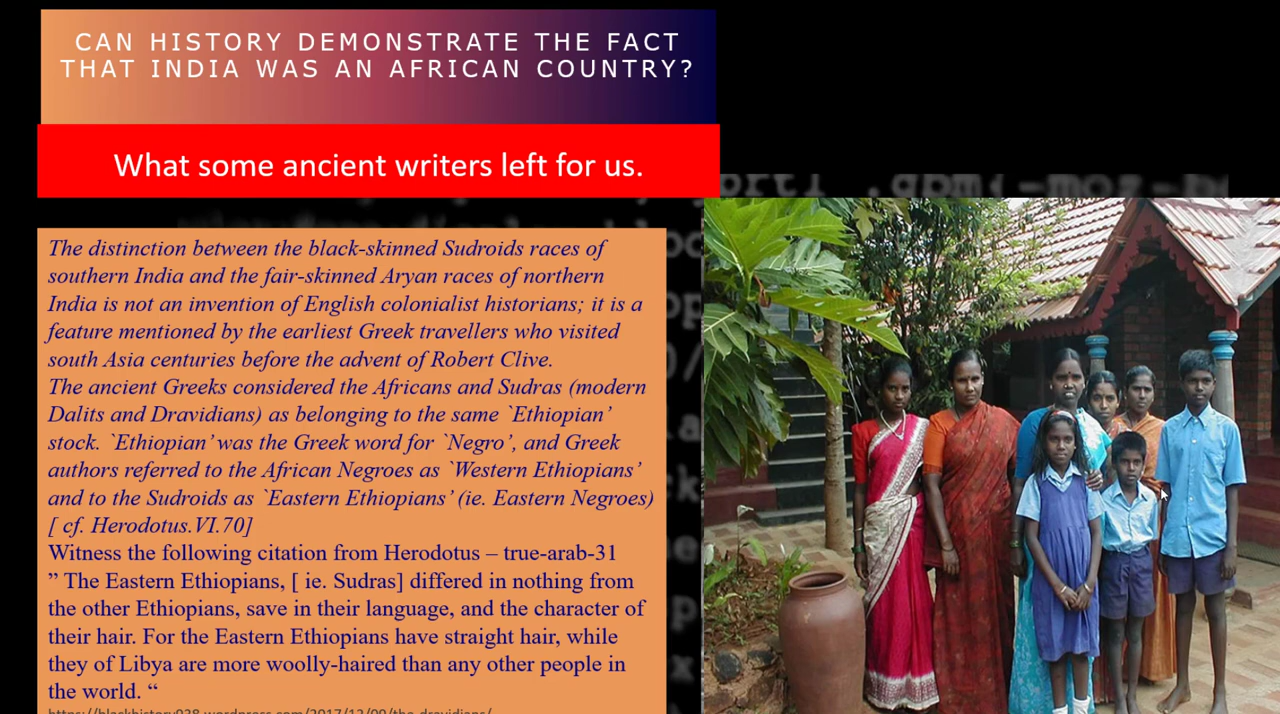 CAN HISTORY DEMONSTRATE THE FACT
THAT INDIA WAS AN AFRICAN COUNTRY?
What some ancient writers left for us.
The distinction between the black-skinned Sudroids races of
southern India and the fair-skinned Aryan races of northern
India is not an invention of English colonialist historians; it is a
feature mentioned by the earliest Greek travellers who visited
south Asia centuries before the advent of Robert Clive.
The ancient Greeks considered the Africans and Sudras (modern
Dalits and Dravidians) as belonging to the same `Ethiopian’
stock. `Ethiopian’ was the Greek word for `Negro’, and Greek
authors referred to the African Negroes as `Western Ethiopians’
and to the Sudroids as `Eastern Ethiopians’ (ie. Eastern Negroes)
[ cf. Herodotus.VI.70]
Witness the following citation from Herodotus – true-arab-31
” The Eastern Ethiopians, [ ie. Sudras] differed in nothing from
the other Ethiopians, save in their language, and the character of
their hair. For the Eastern Ethiopians have straight hair, while
they of Libya are more woolly-haired than any other people in
the world. “